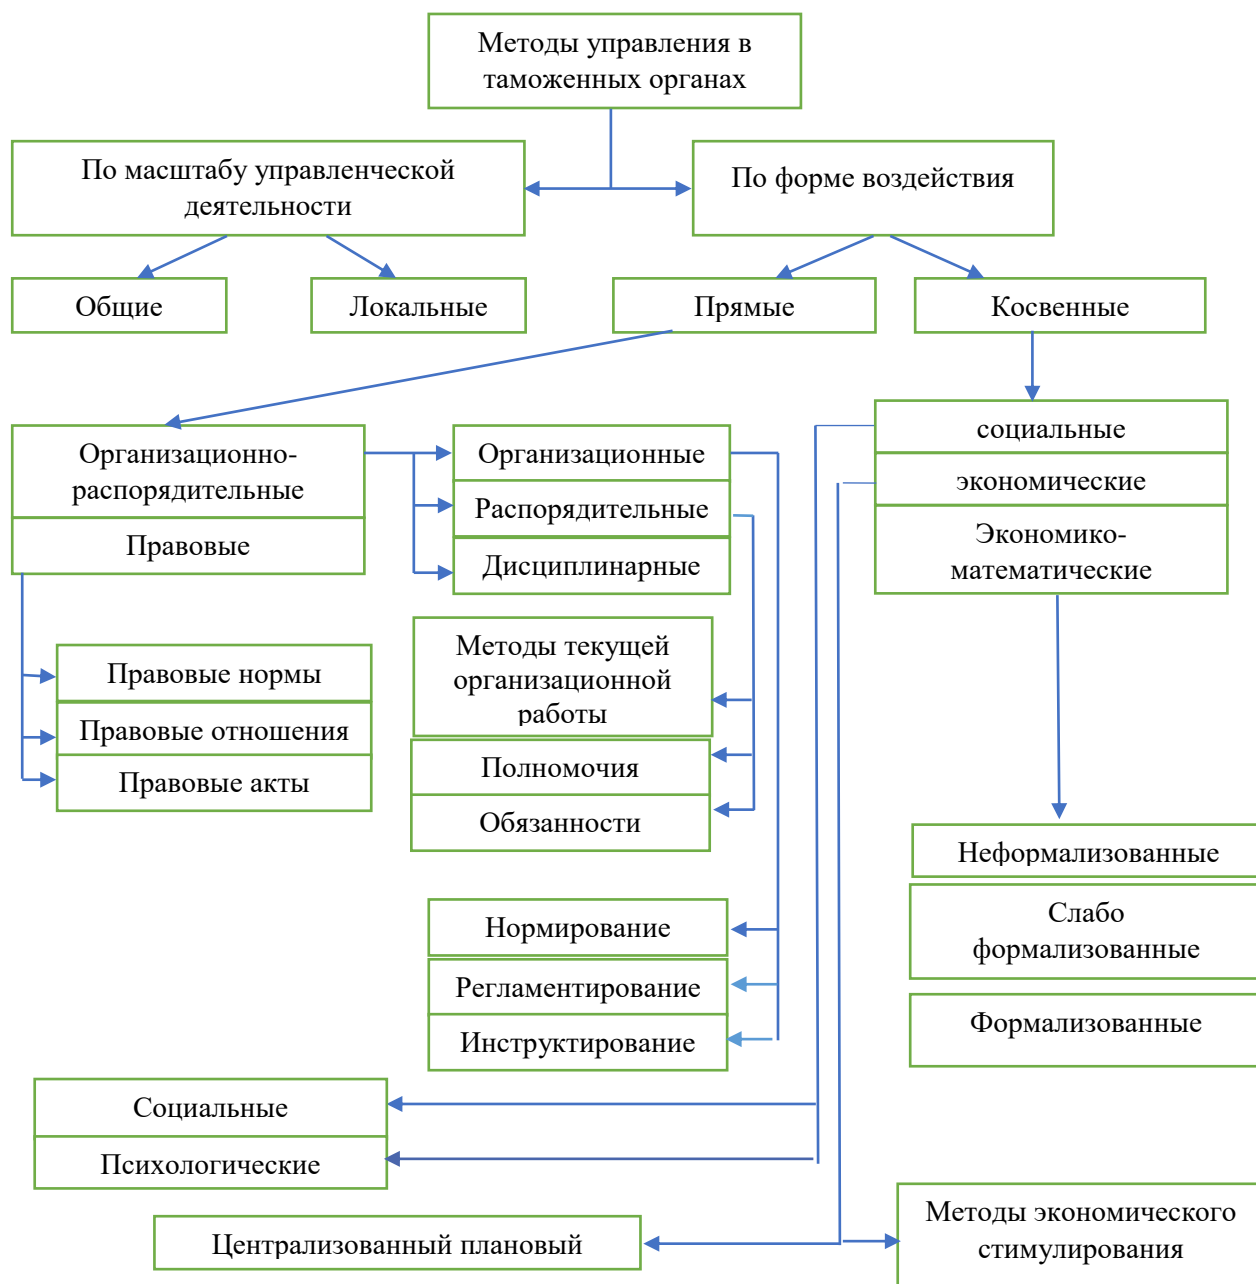 Методы управления в
таможенных органах
По масштабу управленческой
деятельности
По форме воздействия
Общие
Локальные
Прямые
Косвенные
Организационно-
распорядительные
Правовые
Организационные
Распорядительные
Дисциплинарные
социальные
экономические
Экономико-
математические
Правовые нормы
Правовые отношения
Правовые акты
Методы текущей
организационной
работы
Полномочия
Обязанности
Неформализованные
Слабо
формализованные
Формализованные
Нормирование
Регламентирование
Инструктирование
Социальные
Психологические
Централизованный плановый
Методы экономического
стимулирования